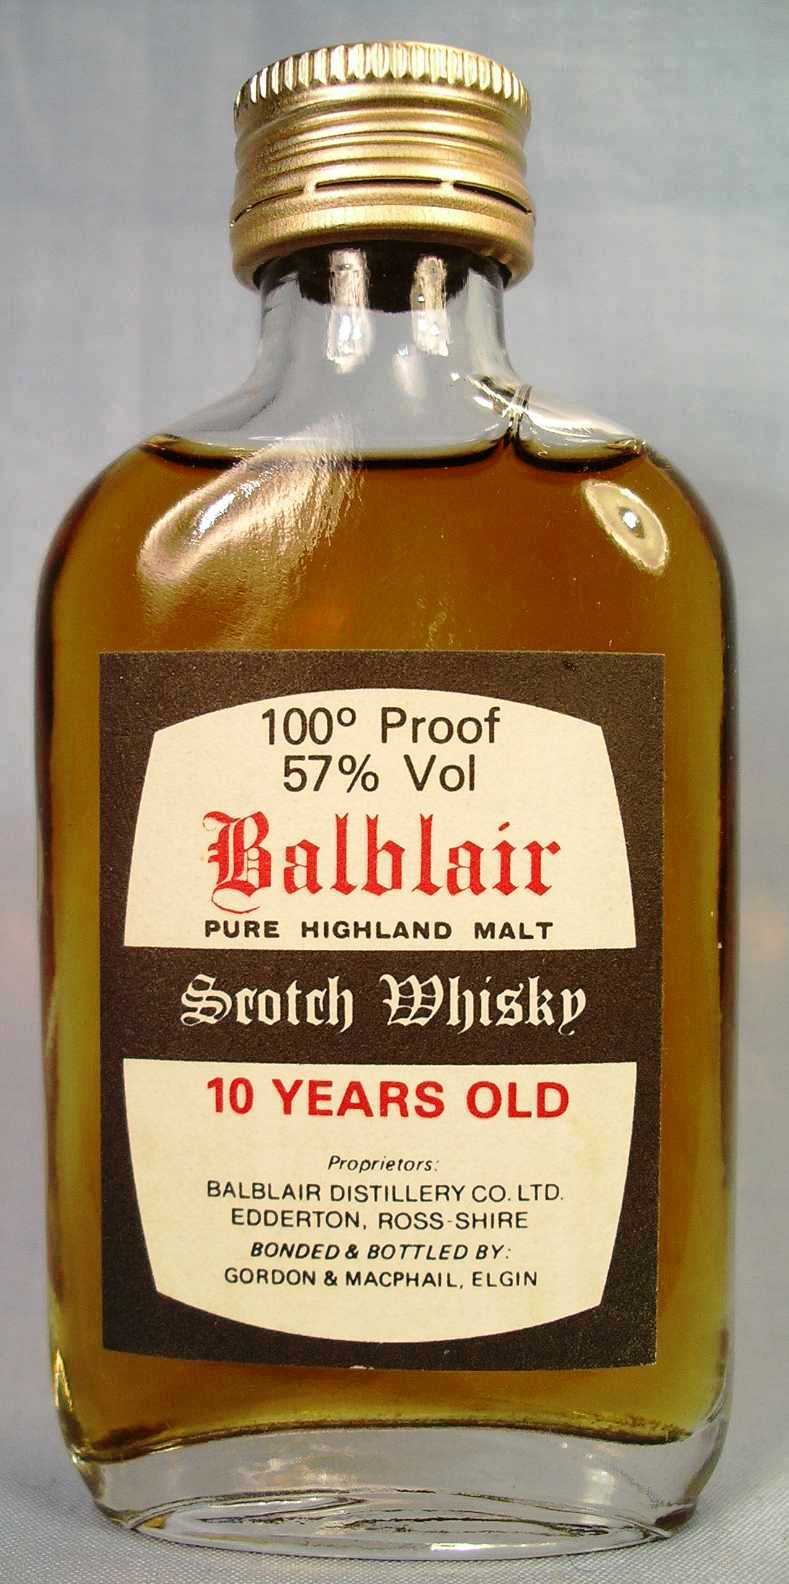 100° Proof
57% Vol
Balblair
PURE HIGHLAND MALT
Scotch Whisky
10 YEARS OLD
Proprietors:
BALBLAIR DISTILLERY CO. LTD.
EDDERTON, ROSS-SHIRE
BONDED & BOTTLED BY:
GORDON & MACPHAIL, ELGIN